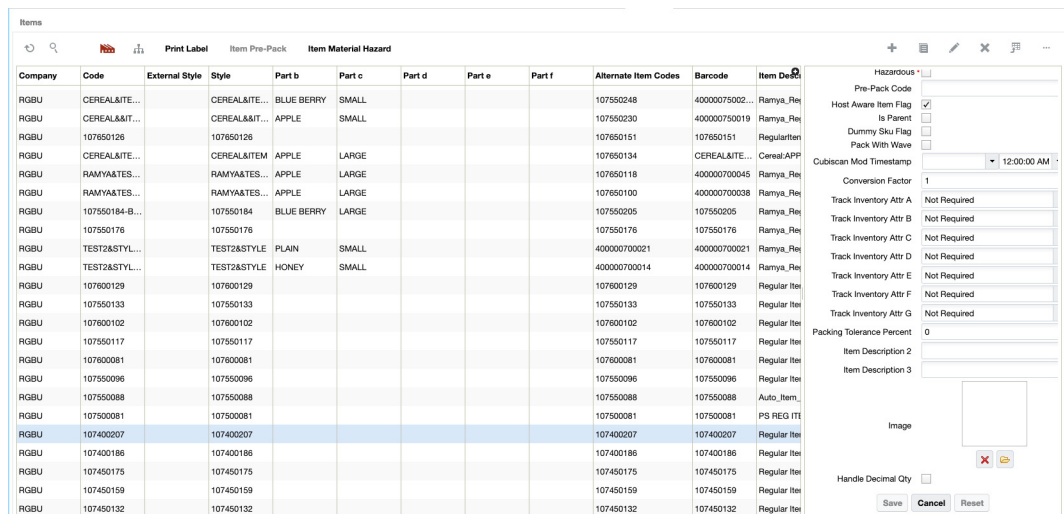 Items
Print Label Item Pre-Pack Item Material Hazard ...
Company Code External Style Style Part b Part c Part d Part e Part f Alternate Item Codes Barcode Item Descr
RGBU CEREAL&ITE... CEREAL&ITE... BLUE BERRY SMALL 107550248 40000075002... Ramya_Reg
RGBU CEREAL&&IT... CEREAL&&IT... APPLE SMALL 107550230 400000750019 Ramya_Reg
RGBU 107650126 107650126 107650151 107650151 RegularIten
RGBU CEREAL&ITE... CEREAL&ITEM APPLE LARGE 107650134 CEREAL&ITE... Cereal:APP
RGBU RAMYA&TES... RAMYA&TES... APPLE LARGE 107650118 400000700045 Ramya_Reg
RGBU RAMYA&TES... RAMYA&TES... APPLE LARGE 107650100 400000700038 Ramya_Reg
RGBU 107550184-B... 107550184 BLUE BERRY LARGE 107550205 107550205 Ramya_Reg
RGBU 107550176 107550176 107550176 107550176 Ramya_Reg
RGBU TEST2&STYL... TEST2&STYLE PLAIN SMALL 400000700021 400000700021 Ramya_Reg
RGBU TEST2&STYL... TEST2&STYLE HONEY SMALL 400000700014 400000700014 Ramya_Reg
RGBU 107600129 107600129 107600129 107600129 Regular Iter
RGBU 107550133 107550133 107550133 107550133 Regular Iter
RGBU 107600102 107600102 107600102 107600102 Regular Iter
RGBU 107550117 107550117 107550117 107550117 Regular Iter
RGBU 107600081 107600081 107600081 107600081 Regular Iter
RGBU 107550096 107550096 107550096 107550096 Regular Iter
RGBU 107550088 107550088 107550088 107550088 Auto_Item_
RGBU 107500081 107500081 107500081 107500081 PS REG ITE
RGBU 107400207 107400207 107400207 107400207 Regular Iter
RGBU 107400186 107400186 107400186 107400186 Regular Iter
RGBU 107450175 107450175 107450175 107450175 Regular Iter
RGBU 107450159 107450159 107450159 107450159 Regular Iter
RGBU 107450132 107450132 107450132 107450132 Regular Iter
Hazardous *
Pre-Pack Code
Host Aware Item Flag
Is Parent
Dummy Sku Flag
Pack With Wave
Cubiscan Mod Timestamp 12:00:00 AM
Conversion Factor 1
Track Inventory Attr A Not Required
Track Inventory Attr B Not Required
Track Inventory Attr C Not Required
Track Inventory Attr D Not Required
Track Inventory Attr E Not Required
Track Inventory Attr F Not Required
Track Inventory Attr G Not Required
Packing Tolerance Percent 0
Item Description 2
Item Description 3
Image
Handle Decimal Qty
Save Cancel Reset